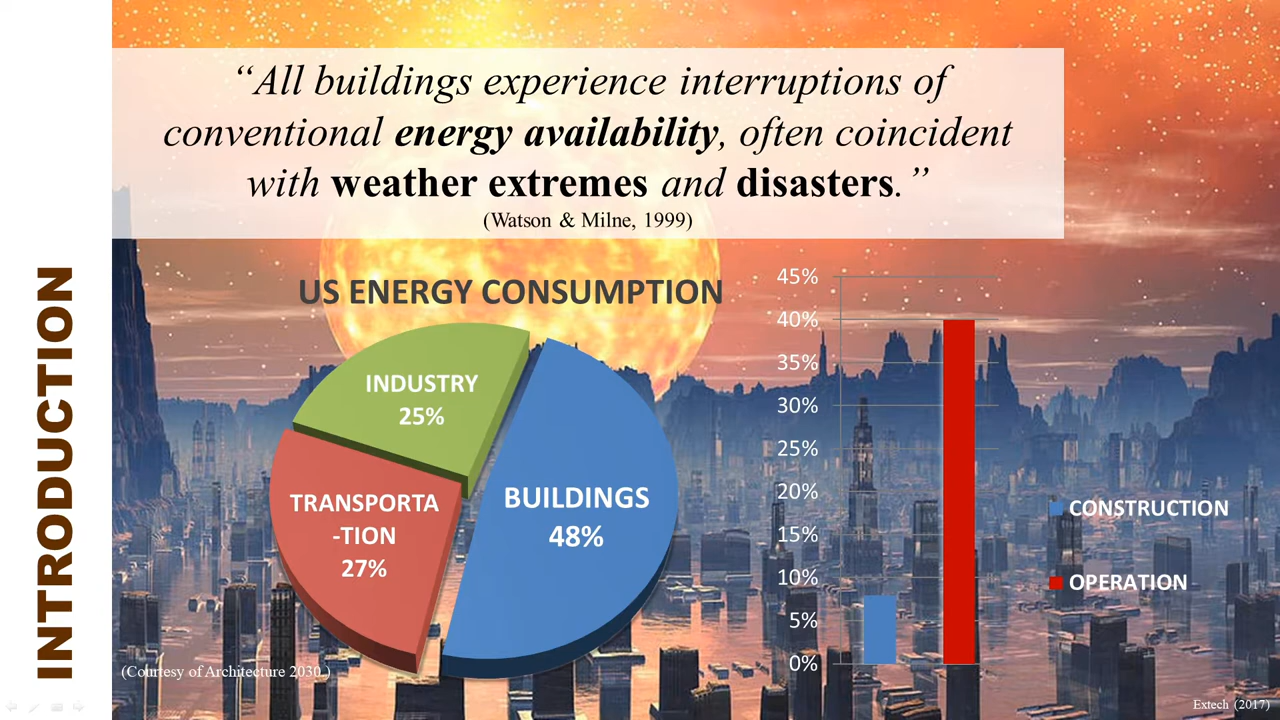 INTRODUCTION
“All buildings experience interruptions of
conventional energy availability, often coincident
with weather extremes and disasters.”
(Watson & Milne, 1999)
US ENERGY CONSUMPTION
INDUSTRY
25%
TRANSPORTA
-TION
27%
BUILDINGS
48%
45%
40%
35%
30%
25%
20%
15%
10%
5%
0%
CONSTRUCTION
OPERATION
(Courtesy of Architecture 2030.)
Extech (2017)